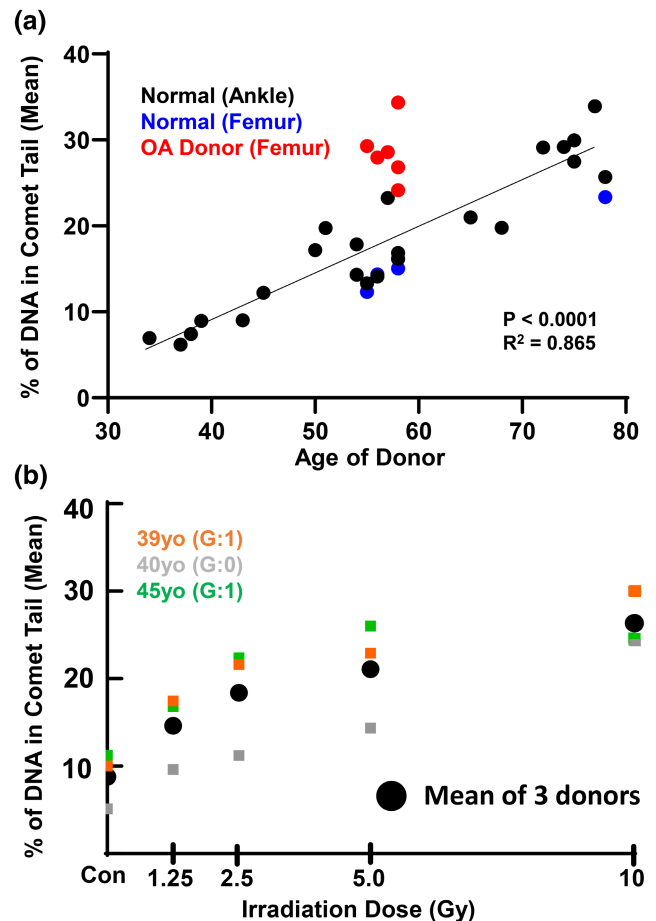 (a)
% of DNA in Comet Tail (Mean)
40
30
20
10
0
Normal (Ankle)
Normal (Femur)
OA Donor (Femur)
P < 0.0001
R² = 0.865
30 40 50 60 70 80
Age of Donor
(b)
% of DNA in Comet Tail (Mean)
40
30
20
10
39yo (G:1)
40yo (G:0)
45yo (G:1)
Mean of 3 donors
Con 1.25 2.5 5.0 10
Irradiation Dose (Gy)